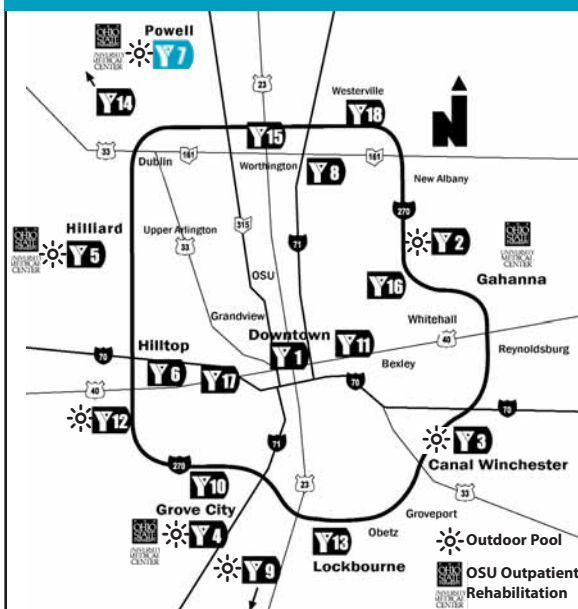 Powell
OHIO
STATE
UNIVERSITY
MEDICAL
CENTER
Y 7
Y 14
23
Westerville
Y 18
N
Y 15
33
161
Dublin
Worthington
161
Y 8
New Albany
270
Hilliard
OHIO
STATE
UNIVERSITY
MEDICAL
CENTER
Y 5
Upper Arlington
33
315
71
Y 2
OHIO
STATE
UNIVERSITY
MEDICAL
CENTER
Gahanna
OSU
Y 16
Grandview
Downtown
Y 1
Y 11
Whitehall
40
Reynoldsburg
Hilltop
70
Y 6
Y 17
Bexley
40
70
70
Y 12
Y 3
Canal Winchester
71
270
Y 10
23
33
Grove City
OHIO
STATE
UNIVERSITY
MEDICAL
CENTER
Y 4
Groveport
Obetz
Y 13
Lockbourne
Y 9
Outdoor Pool
OHIO
STATE
UNIVERSITY
MEDICAL
CENTER
OSU Outpatient
Rehabilitation